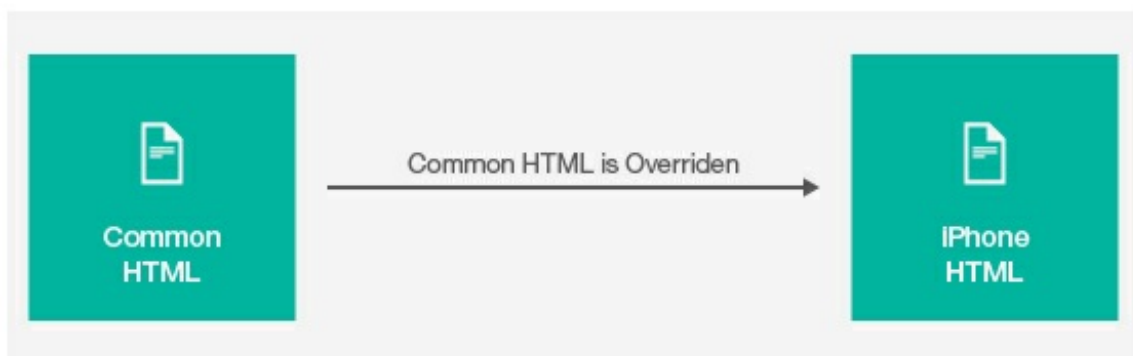 Common HTML is Overriden
Common
HTML
iPhone
HTML